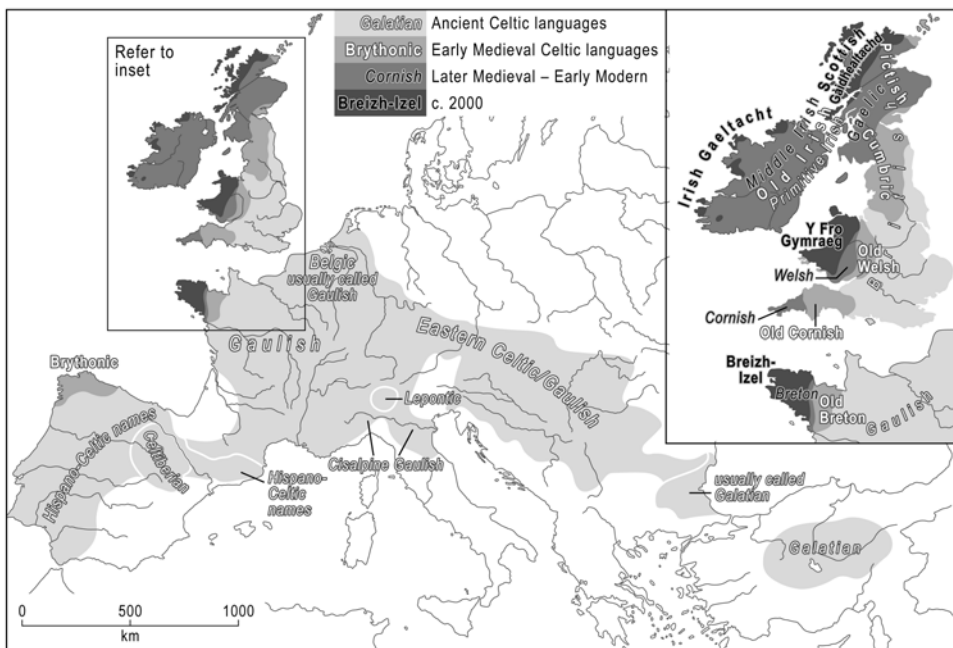 Refer to
inset
Galatian Ancient Celtic languages
Brythonic Early Medieval Celtic languages
Cornish Later Medieval – Early Modern
Breizh-Izel c. 2000
Belgic
usually called
Gaulish
Gaulish
Eastern Celtic/Gaulish
Brythonic
Lepontic
Hispano-Celtic names
Celtiberian
Cisalpine Gaulish
Hispano-
Celtic
names
usually called
Galatian
Galatian
0 500 1000
km
Irish Gaeltacht
Scottish
Gàidhealtachd
Pictish
Middle Irish
Gaelic
Old Irish
Primitive Irish
Cumbric
Y Fro
Gymraeg
Old
Welsh
Welsh
Cornish
Old Cornish
Breizh-
Izel
Breton
Old
Breton
Gaulish